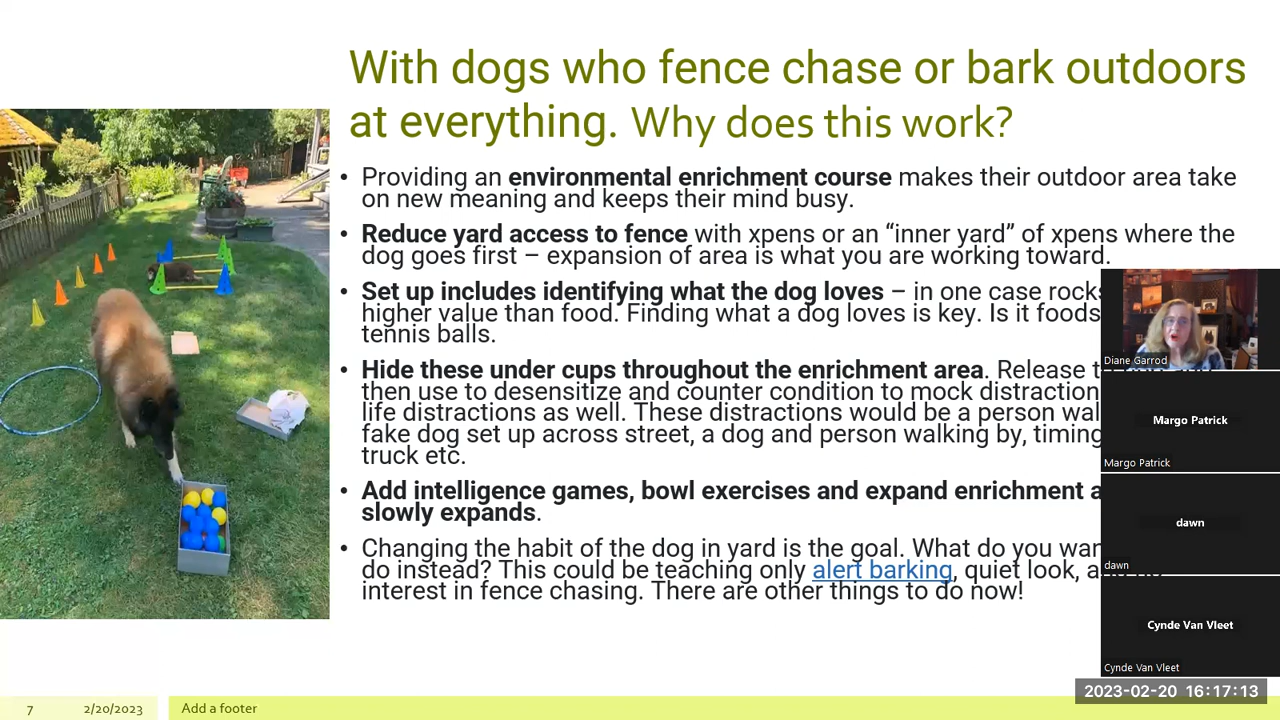 With dogs who fence chase or bark outdoors
at everything. Why does this work?
• Providing an environmental enrichment course makes their outdoor area take
on new meaning and keeps their mind busy.
• Reduce yard access to fence with xpens or an “inner yard” of xpens where the
dog goes first – expansion of area is what you are working toward.
• Set up includes identifying what the dog loves – in one case rocks
higher value than food. Finding what a dog loves is key. Is it foods
tennis balls.
• Hide these under cups throughout the enrichment area. Release
then use to desensitize and counter condition to mock distraction
life distractions as well. These distractions would be a person
fake dog set up across street, a dog and person walking by, timing
truck etc.
• Add intelligence games, bowl exercises and expand enrichment
slowly expands.
• Changing the habit of the dog in yard is the goal. What do you
do instead? This could be teaching only alert barking, quiet look,
interest in fence chasing. There are other things to do now!
Diane Garrod
Margo Patrick
Margo Patrick
dawn
dawn
Cynde Van Vleet
Cynde Van Vleet
2023-02-20 16:17:13
7 2/20/2023 Add a footer